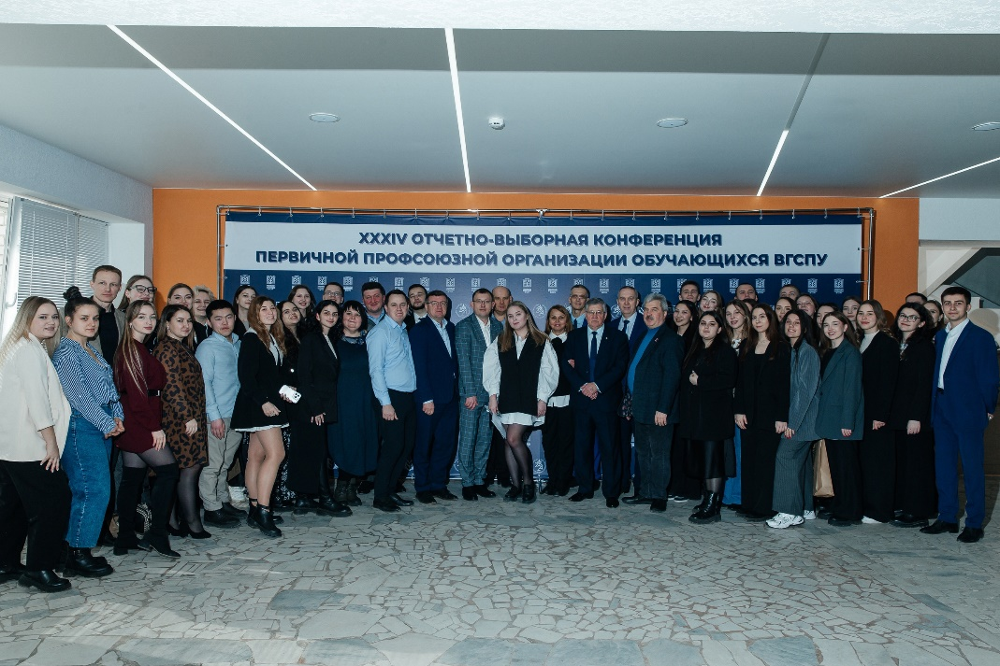 XXXIV ОТЧЕТНО-ВЫБОРНАЯ КОНФЕРЕНЦИЯ
ПЕРВИЧНОЙ ПРОФСОЮЗНОЙ ОРГАНИЗАЦИИ ОБУЧАЮЩИХСЯ ВГСПУ